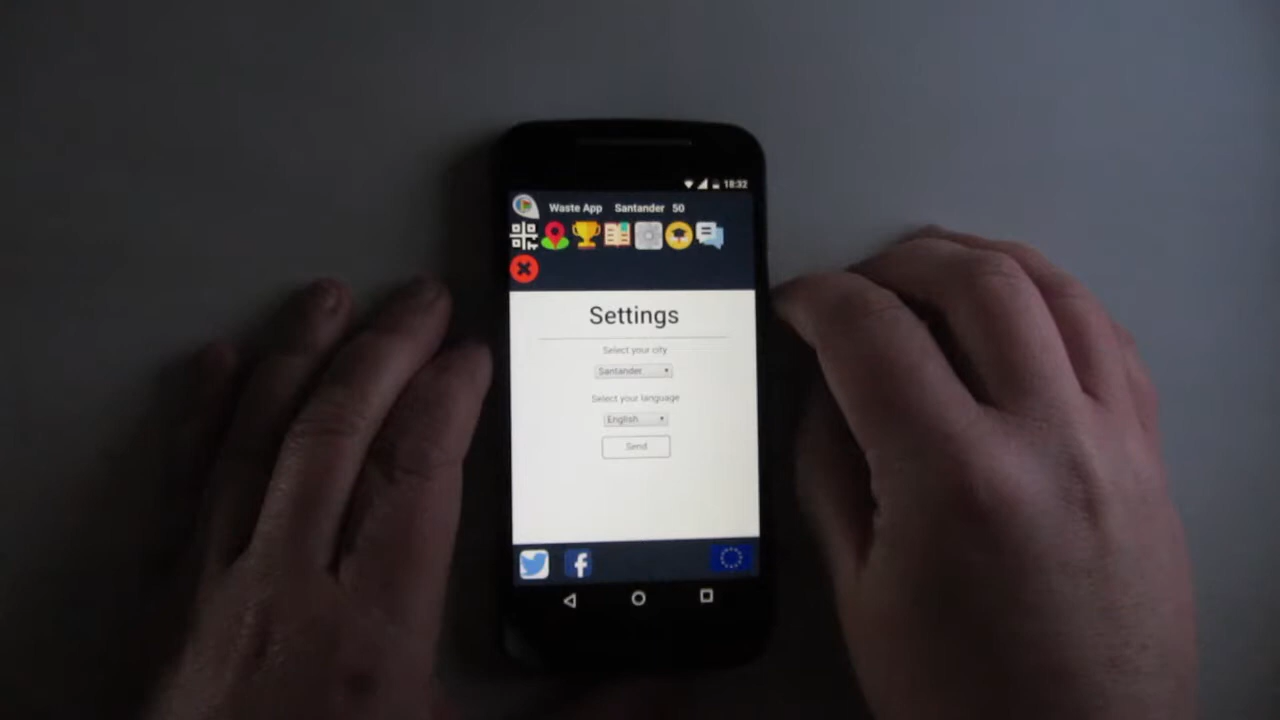 18:32
Waste App Santander 50
Settings
Select your city
Santander
Select your language
English
Send